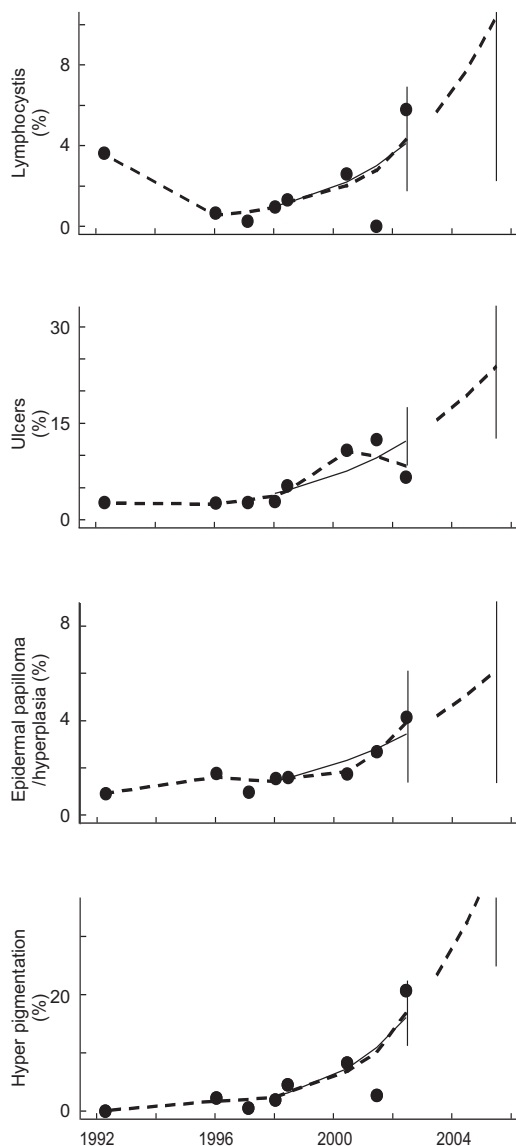 Lymphocystis
(%)
8
4
0
Ulcers
(%)
30
15
0
Epidermal papilloma
/hyperplasia (%)
8
4
0
Hyper pigmentation
(%)
20
0
1992 1996 2000 2004